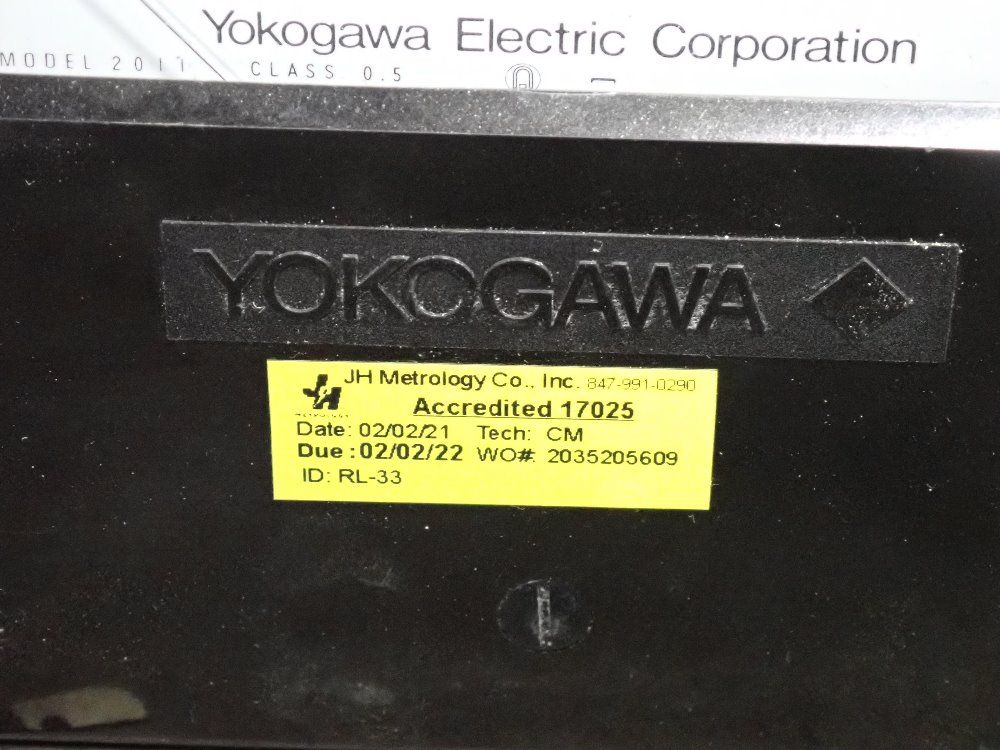 Yokogawa Electric Corporation
MODEL 2011 CLASS 0.5
YOKOGAWA
JH Metrology Co., Inc. 847-991-0290
Accredited 17025
Date: 02/02/21 Tech: CM
Due : 02/02/22 WO#: 2035205609
ID: RL-33